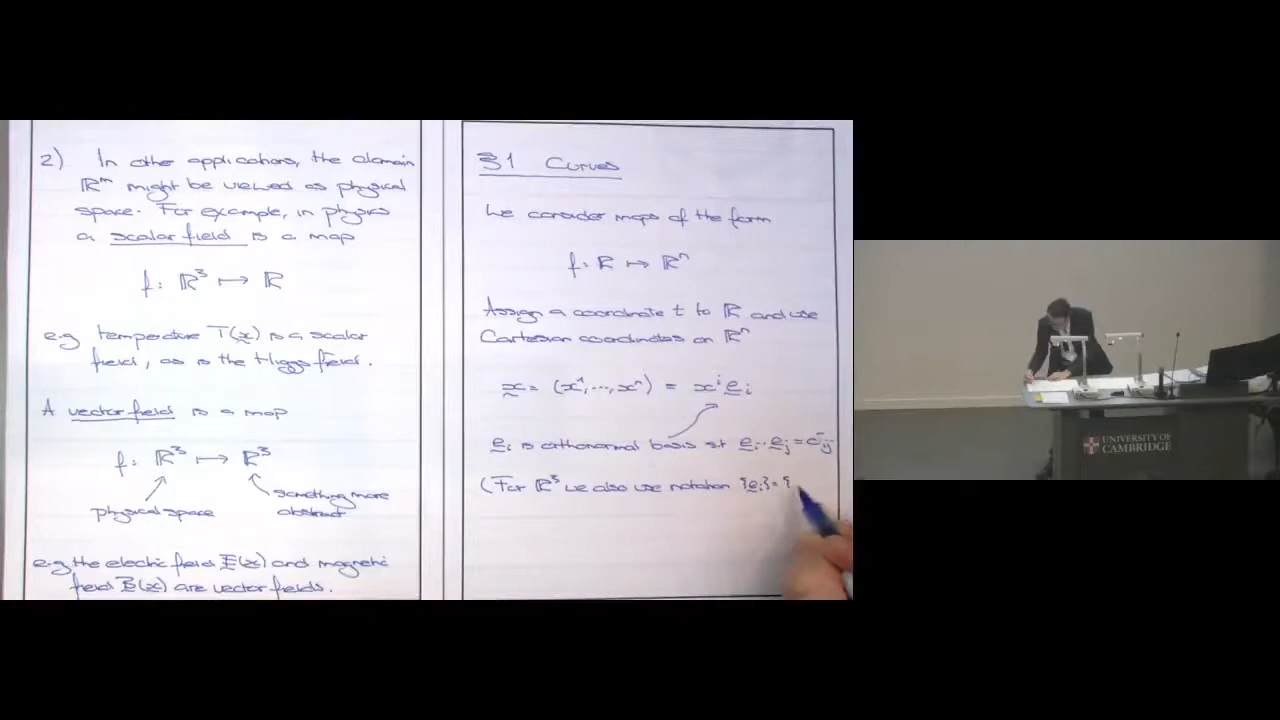 2) In other applications, the domain
ℝᵐ might be viewed as physical
space. For example, in physics
a scalar field is a map
f: ℝ³ ↦ ℝ
e.g temperature T(x) is a scalar
field, as is the Higgs field.
A vector field is a map
f: ℝ³ ↦ ℝ³
physical space
something more
abstract
e.g the electric field E(x) and magnetic
field B(x) are vector fields.
§1 Curves
We consider maps of the form
f: ℝ ↦ ℝⁿ
Assign a coordinate t to ℝ and use
Cartesian coordinates on ℝⁿ
x = (x¹, ..., xⁿ) = xⁱ eᵢ
eᵢ is orthonormal basis st eᵢ·eⱼ = δᵢⱼ
(For ℝ³ we also use notation {eᵢ} = {
UNIVERSITY OF
CAMBRIDGE